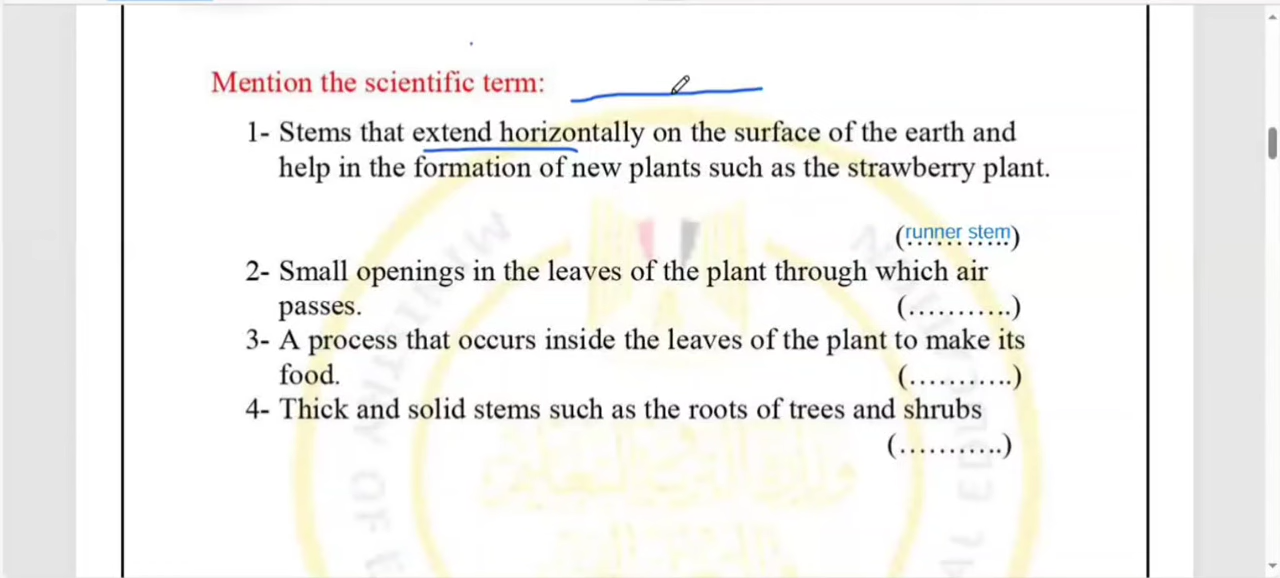 Mention the scientific term:
1- Stems that extend horizontally on the surface of the earth and
help in the formation of new plants such as the strawberry plant.
(runner stem)
2- Small openings in the leaves of the plant through which air
passes. (...........)
3- A process that occurs inside the leaves of the plant to make its
food. (...........)
4- Thick and solid stems such as the roots of trees and shrubs
(...........)